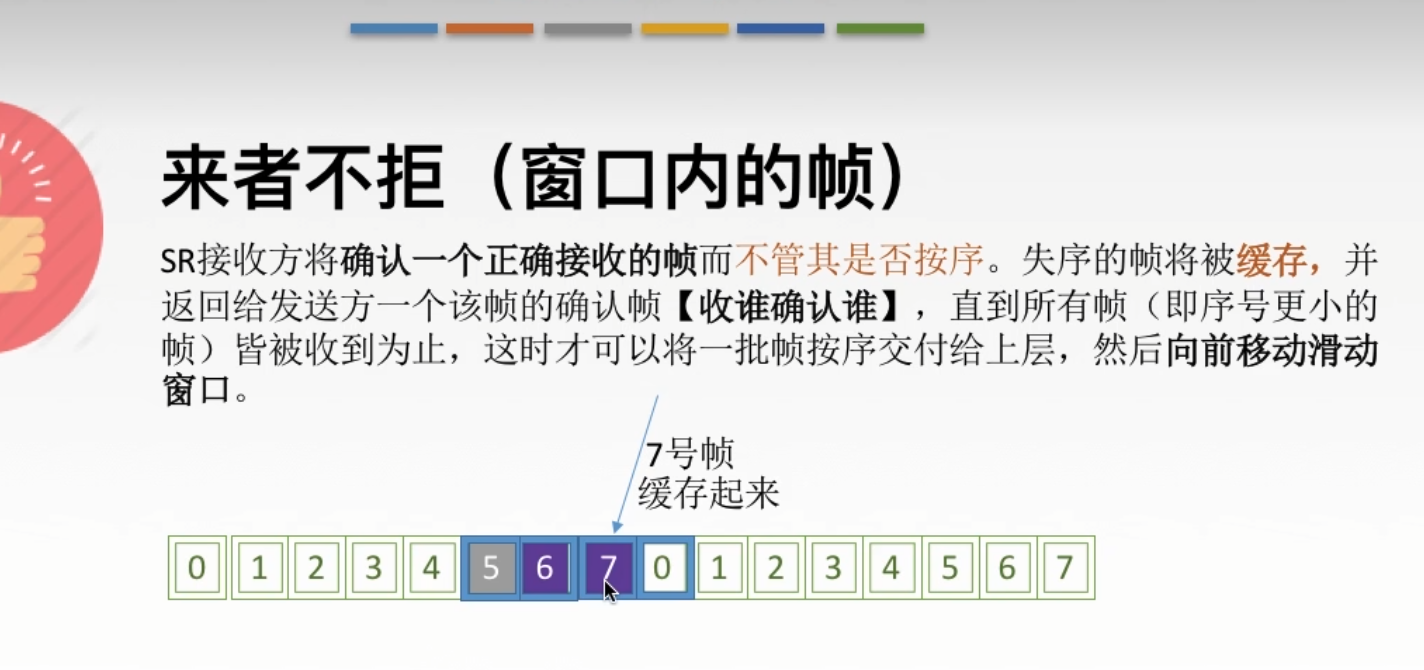 来者不拒（窗口内的帧）
SR接收方将确认一个正确接收的帧而不管其是否按序。失序的帧将被缓存，并
返回给发送方一个该帧的确认帧【收谁确认谁】，直到所有帧（即序号更小的
帧）皆被收到为止，这时才可以将一批帧按序交付给上层，然后向前移动滑动
窗口。
7号帧
缓存起来
0 1 2 3 4 5 6 7 0 1 2 3 4 5 6 7